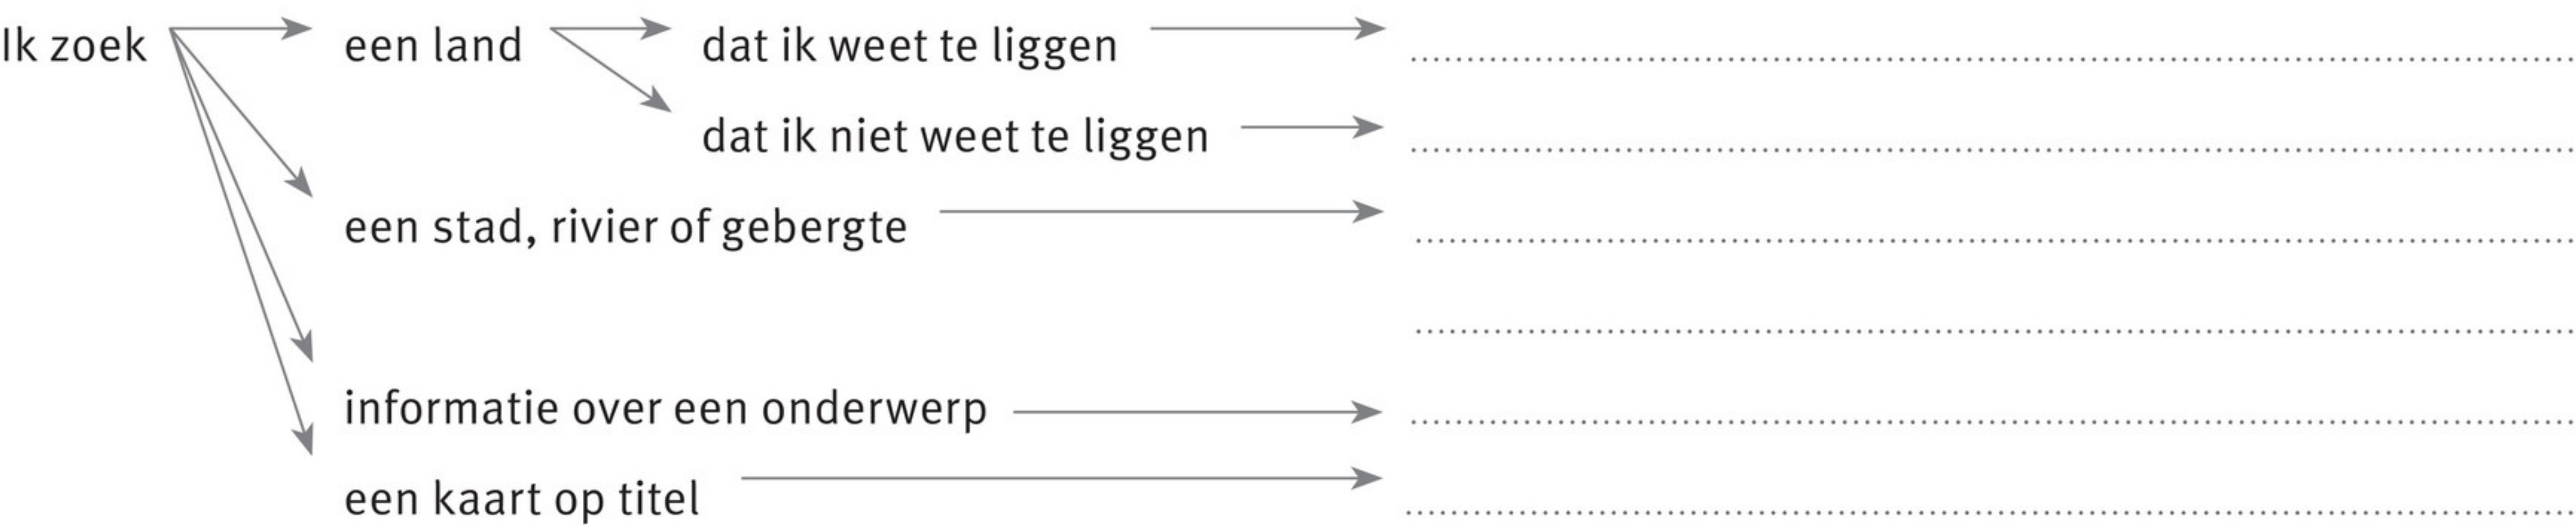 Ik zoek een land dat ik weet te liggen ........................................
dat ik niet weet te liggen ........................................
een stad, rivier of gebergte ........................................
........................................
informatie over een onderwerp ........................................
een kaart op titel ........................................